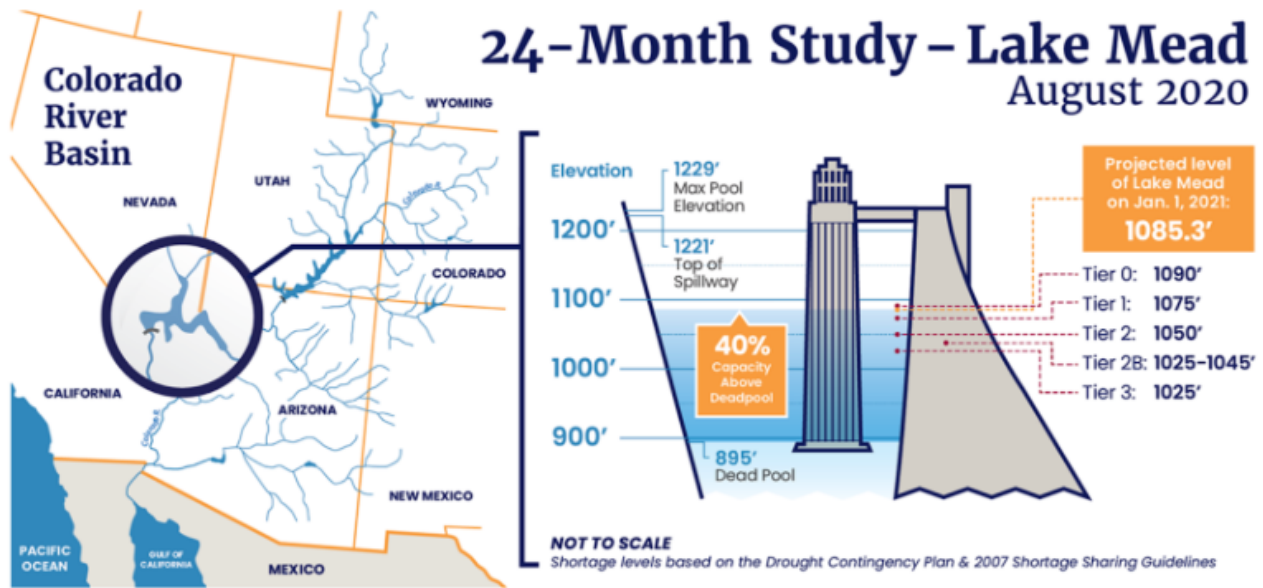 24-Month Study – Lake Mead
August 2020
Colorado
River
Basin
WYOMING
UTAH
NEVADA
COLORADO
CALIFORNIA
ARIZONA
NEW MEXICO
PACIFIC
OCEAN
GULF OF
CALIFORNIA
MEXICO
Elevation
1229'
Max Pool
Elevation
1200'
1221'
Top of
Spillway
1100'
40%
Capacity
Above
Deadpool
1000'
900'
895'
Dead Pool
Projected level
of Lake Mead
on Jan. 1, 2021:
1085.3'
Tier 0: 1090'
Tier 1: 1075'
Tier 2: 1050'
Tier 2B: 1025-1045'
Tier 3: 1025'
NOT TO SCALE
Shortage levels based on the Drought Contingency Plan & 2007 Shortage Sharing Guidelines